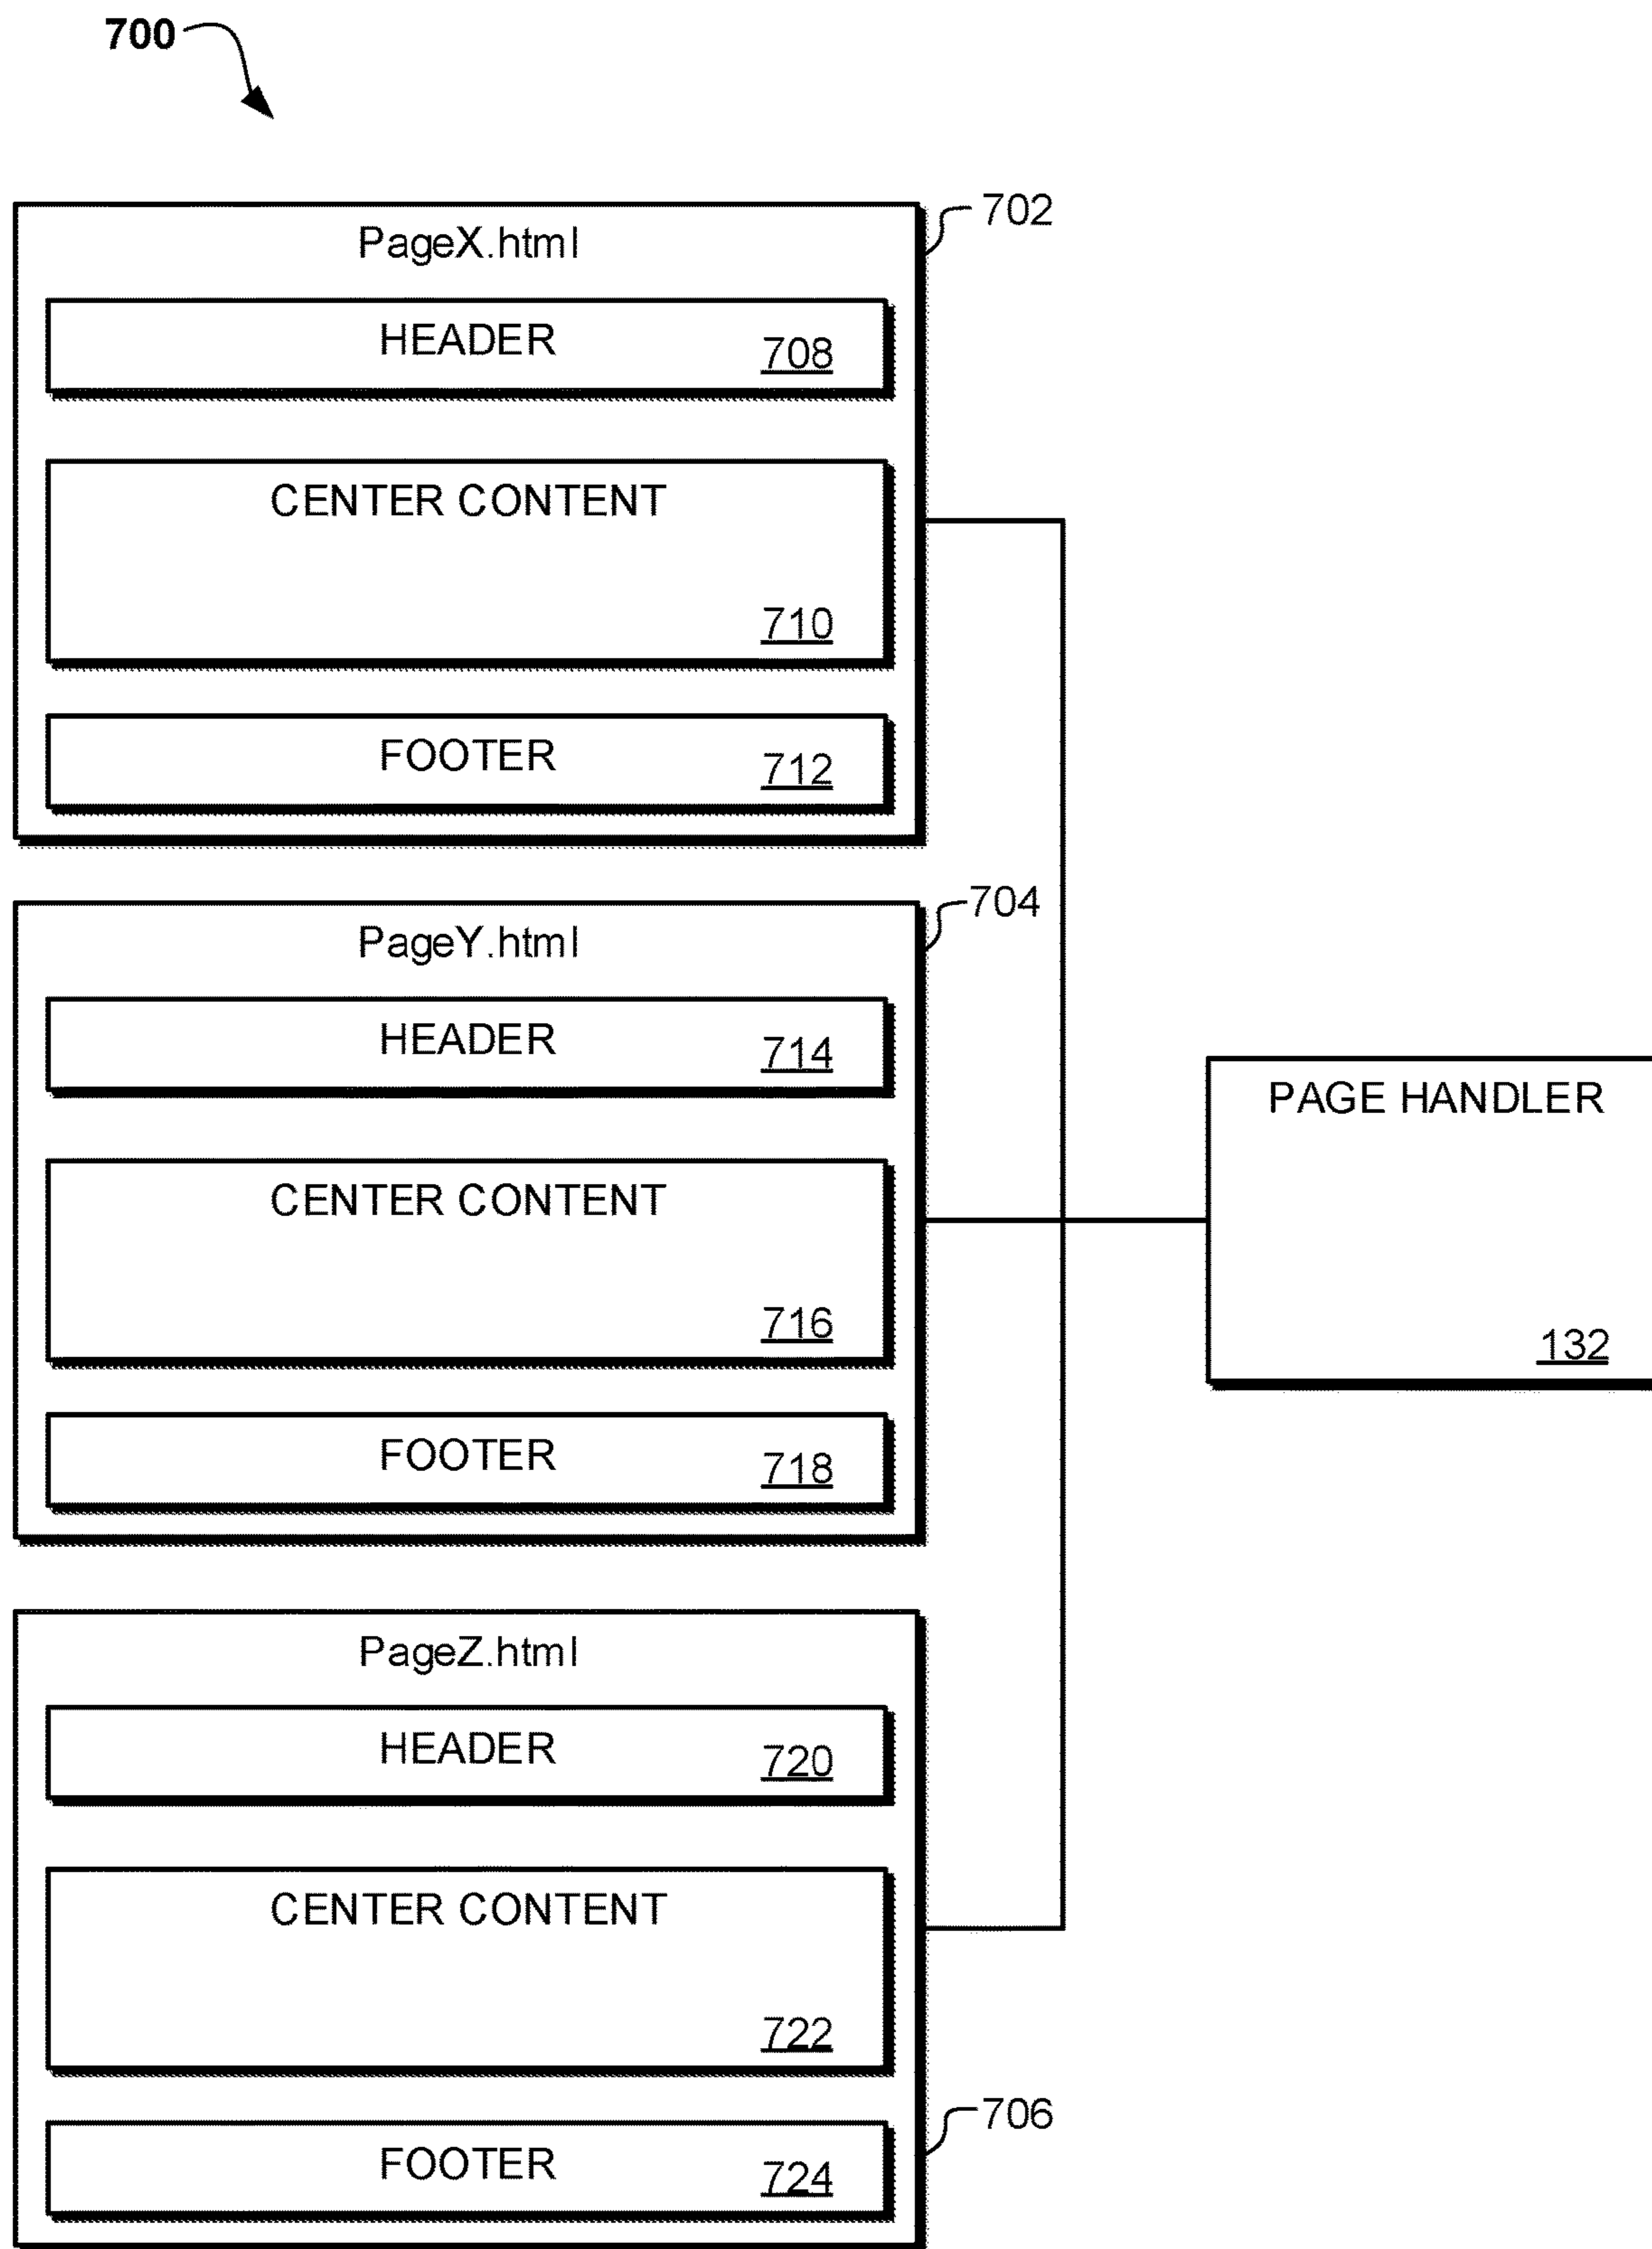 700
702
PageX.html
HEADER 708
CENTER CONTENT
710
FOOTER 712
704
PageY.html
HEADER 714
CENTER CONTENT
716
FOOTER 718
PAGE HANDLER
132
PageZ.html
HEADER 720
CENTER CONTENT
722
706
FOOTER 724